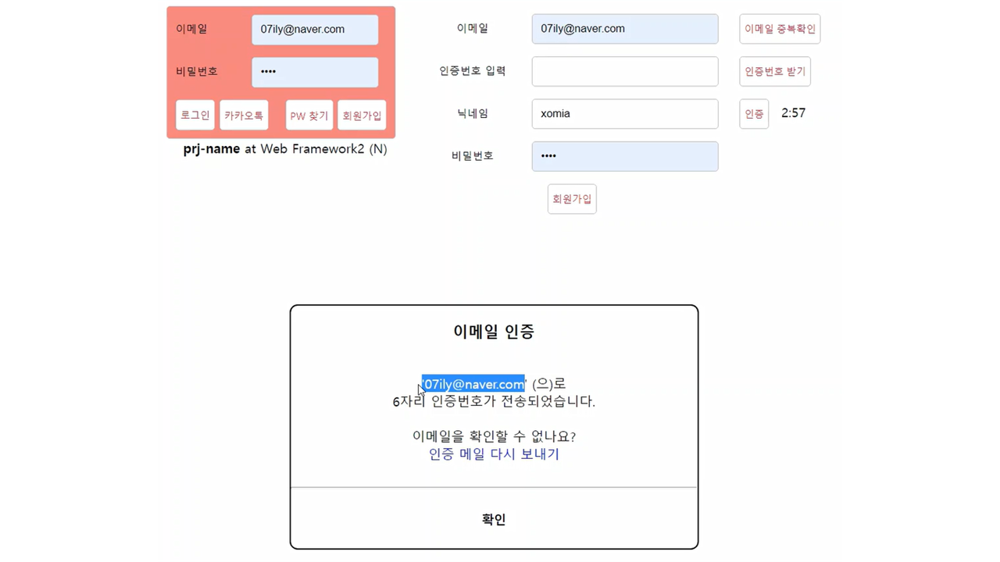 이메일 07ily@naver.com
비밀번호 ••••
로그인 카카오톡 PW 찾기 회원가입
prj-name at Web Framework2 (N)
이메일 07ily@naver.com 이메일 중복확인
인증번호 입력 인증번호 받기
닉네임 xomia 인증 2:57
비밀번호 ••••
회원가입
이메일 인증
'07ily@naver.com' (으)로
6자리 인증번호가 전송되었습니다.
이메일을 확인할 수 없나요?
인증 메일 다시 보내기
확인